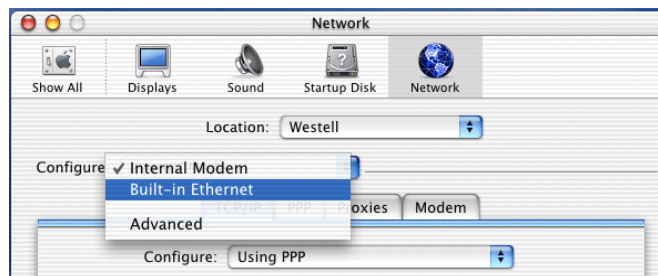 Network
Show All Displays Sound Startup Disk Network
Location: Westell
Configure ✓ Internal Modem
Built-in Ethernet
Advanced
TCP/IP PPP Proxies Modem
Configure: Using PPP